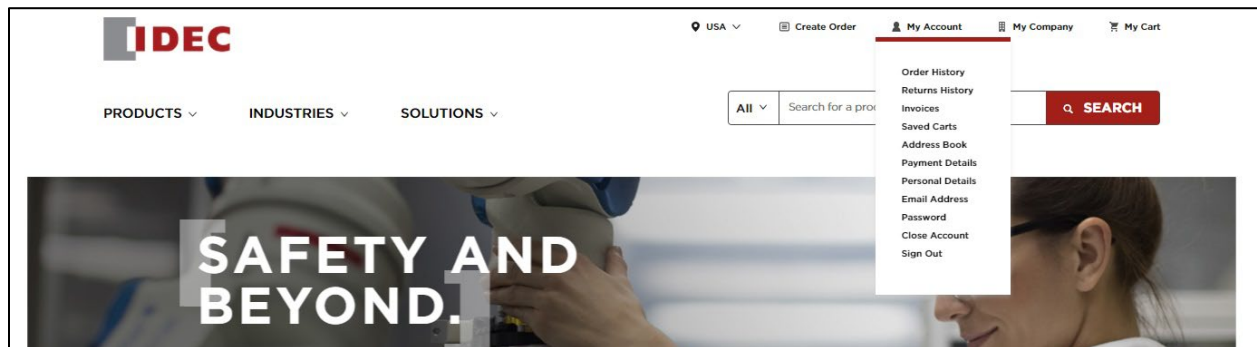 IDEC
USA
Create Order
My Account
My Company
My Cart
PRODUCTS
INDUSTRIES
SOLUTIONS
All
Search for a
SEARCH
Order History
Returns History
Invoices
Saved Carts
Address Book
Payment Details
Personal Details
Email Address
Password
Close Account
Sign Out
SAFETY AND
BEYOND.